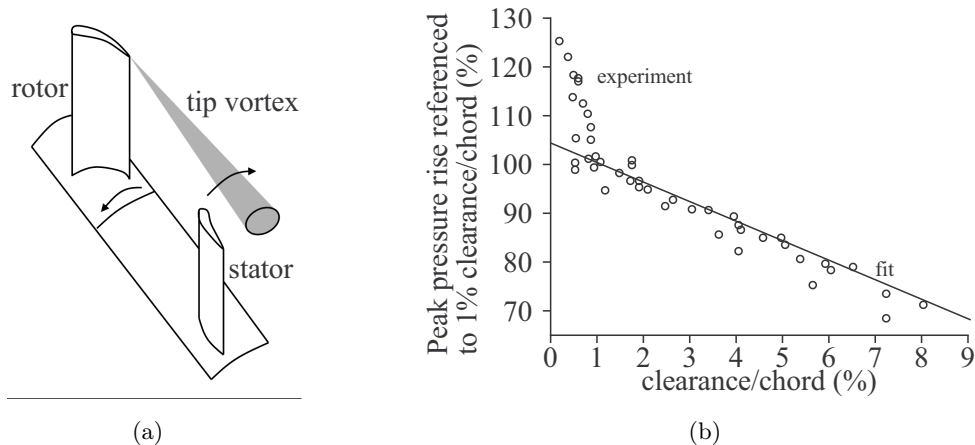 rotor
tip vortex
stator
(a)
Peak pressure rise referenced
to 1% clearance/chord (%)
130
120
110
100
90
80
70
experiment
fit
0 1 2 3 4 5 6 7 8 9
clearance/chord (%)
(b)